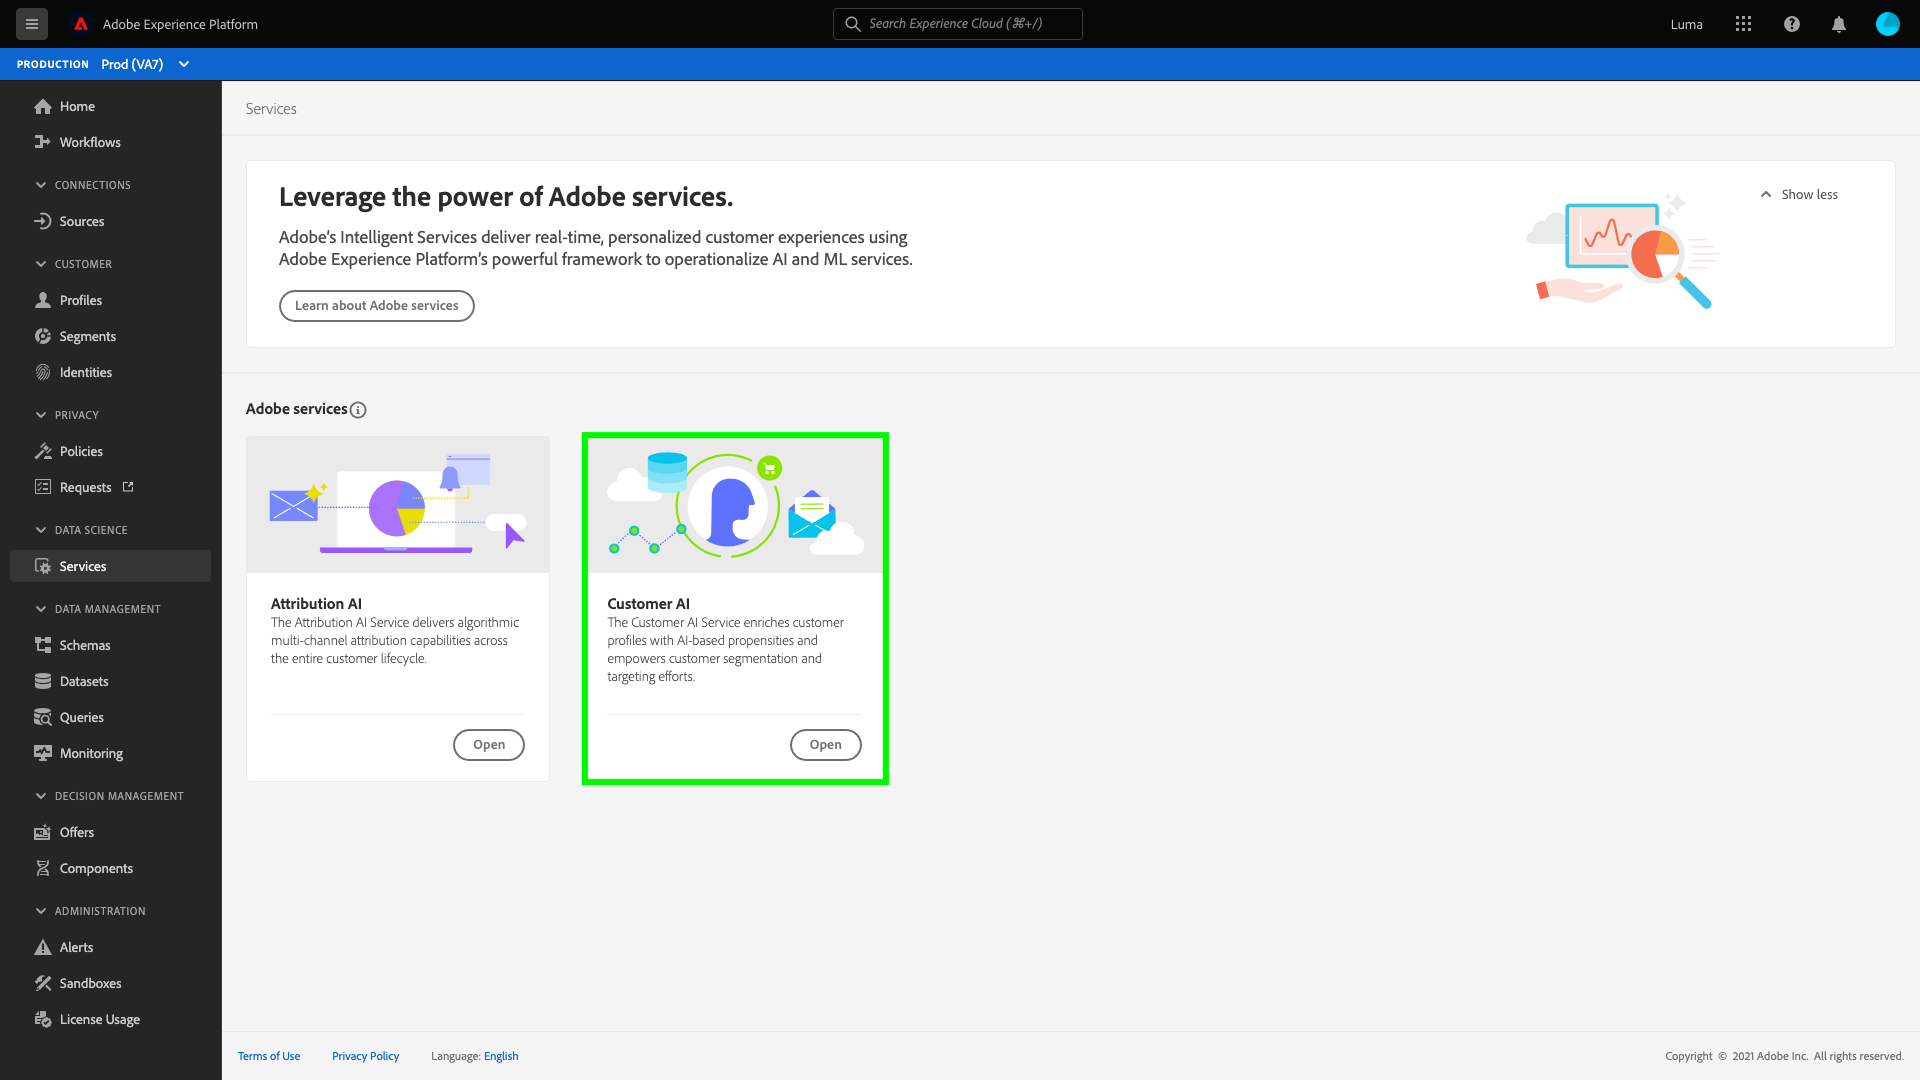 Adobe Experience Platform
Search Experience Cloud (⌘+/)
Luma
PRODUCTION Prod (VA7)
Home
Workflows
CONNECTIONS
Sources
CUSTOMER
Profiles
Segments
Identities
PRIVACY
Policies
Requests
DATA SCIENCE
Services
DATA MANAGEMENT
Schemas
Datasets
Queries
Monitoring
DECISION MANAGEMENT
Offers
Components
ADMINISTRATION
Alerts
Sandboxes
License Usage
Services
Leverage the power of Adobe services.
Show less
Adobe’s Intelligent Services deliver real-time, personalized customer experiences using
Adobe Experience Platform’s powerful framework to operationalize AI and ML services.
Learn about Adobe services
Adobe services
Attribution AI
The Attribution AI Service delivers algorithmic
multi-channel attribution capabilities across
the entire customer lifecycle.
Open
Customer AI
The Customer AI Service enriches customer
profiles with AI-based propensities and
empowers customer segmentation and
targeting efforts.
Open
Terms of Use Privacy Policy Language: English
Copyright © 2021 Adobe Inc. All rights reserved.